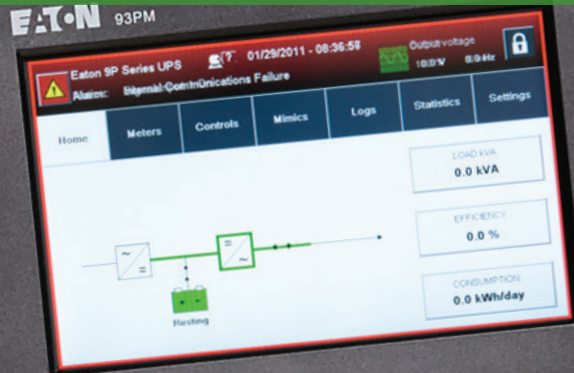 EATON 93PM
Eaton 9P Series UPS 01/29/2011 - 08:36:58 Output voltage
Alarm: Internal Communications Failure
Home Meters Controls Mimics Logs Statistics Settings
LOAD kVA
0.0 kVA
EFFICIENCY
0.0 %
CONSUMPTION
0.0 kWh/day
Resting